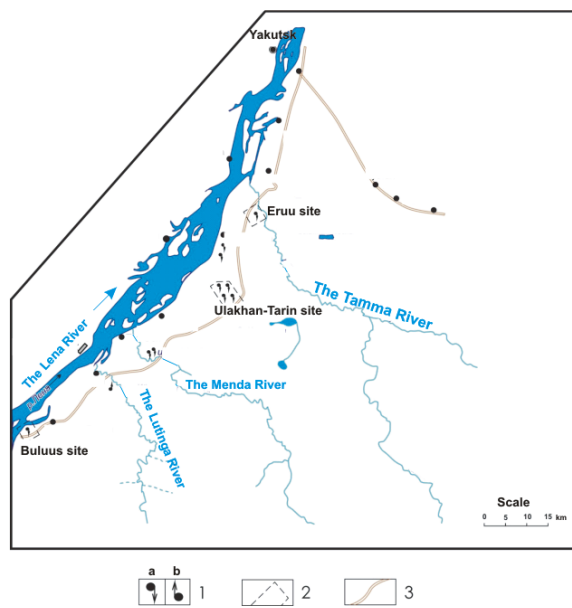 Yakutsk
Eruu site
The Tamma River
Ulakhan-Tarin site
The Lena River
The Menda River
The Lutinga River
Buluus site
Scale
0 5 10 15 km
a b
1 2 3